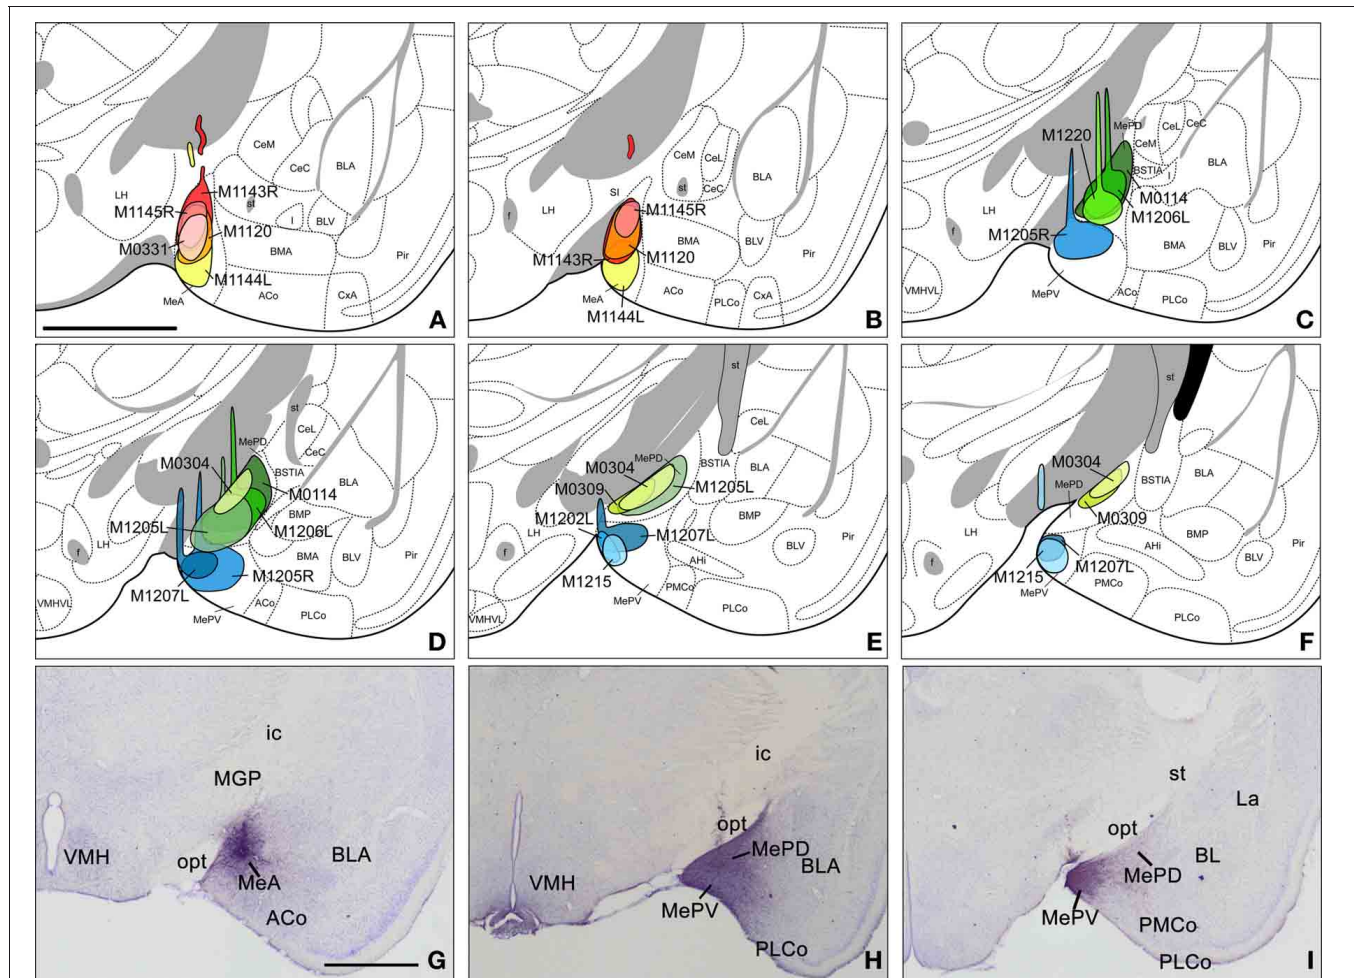 CeM
CeC
BLA
LH
M1143R
st
M1145R
I
BLV
M0331
M1120
BMA
Pir
M1144L
MeA
ACo
CxA
A
CeM
CeL
SI
st
CeC
BLA
LH
f
M1145R
BMA
BLV
Pir
M1143R
M1120
MeA
ACo
PLCo
CxA
M1144L
B
MePD
CeL
CeC
M1220
CeM
BLA
BSTIA
I
M0114
LH
M1206L
f
M1205R
BMA
BLV
Pir
VMHVL
MePV
ACo
PLCo
C
st
CeL
MePD
CeC
M0304
BSTIA
BLA
M0114
BMP
M1205L
M1206L
LH
f
BMA
BLV
Pir
M1205R
M1207L
VMHVL
MePV
ACo
PLCo
D
st
CeL
MePD
M0304
BSTIA
BLA
M0309
M1205L
M1202L
BMP
LH
M1207L
f
BLV
Pir
AHi
M1215
PMCo
MePV
PLCo
VMHVL
E
st
M0304
BSTIA
BLA
MePD
M0309
LH
BMP
AHi
f
BLV
Pir
M1215
M1207L
PMCo
MePV
PLCo
F
ic
MGP
VMH
opt
BLA
MeA
ACo
G
ic
opt
MePD
BLA
VMH
MePV
PLCo
H
st
La
opt
BL
MePD
MePV
PMCo
PLCo
I